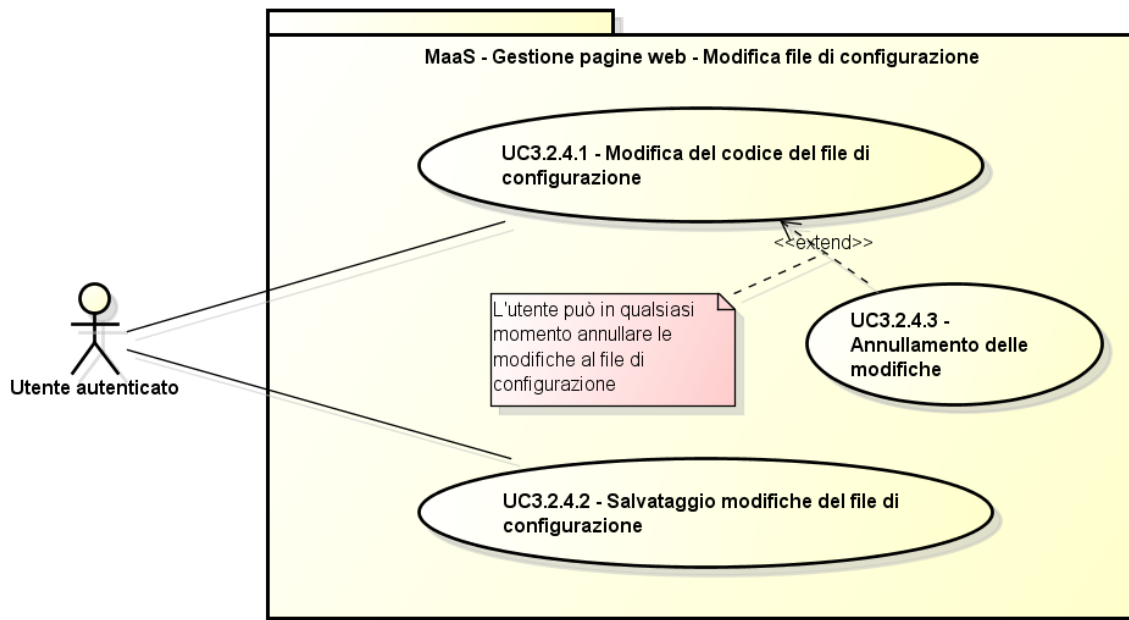 MaaS - Gestione pagine web - Modifica file di configurazione
UC3.2.4.1 - Modifica del codice del file di
configurazione
<<extend>>
L'utente può in qualsiasi
momento annullare le
modifiche al file di
configurazione
UC3.2.4.3 -
Annullamento delle
modifiche
Utente autenticato
UC3.2.4.2 - Salvataggio modifiche del file di
configurazione